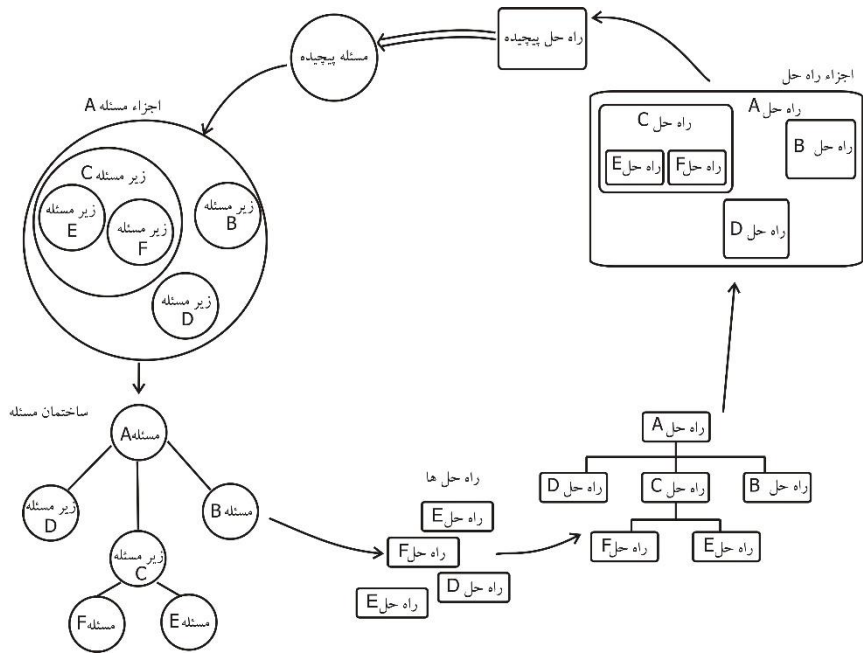 راه حل پیچیده
مسئله پیچیده
اجزاء راه حل
اجزاء مسئله A
راه حل A
راه حل C
راه حل B
راه حل E
راه حل F
راه حل D
زیر مسئله C
زیر مسئله
E
زیر مسئله
F
زیر مسئله
B
زیر مسئله
D
ساختمان مسئله
مسئله A
زیر مسئله
D
مسئله B
زیر مسئله
C
مسئله F
مسئله E
راه حل ها
راه حل E
راه حل F
راه حل D
راه حل E
راه حل A
راه حل D
راه حل C
راه حل B
راه حل F
راه حل E